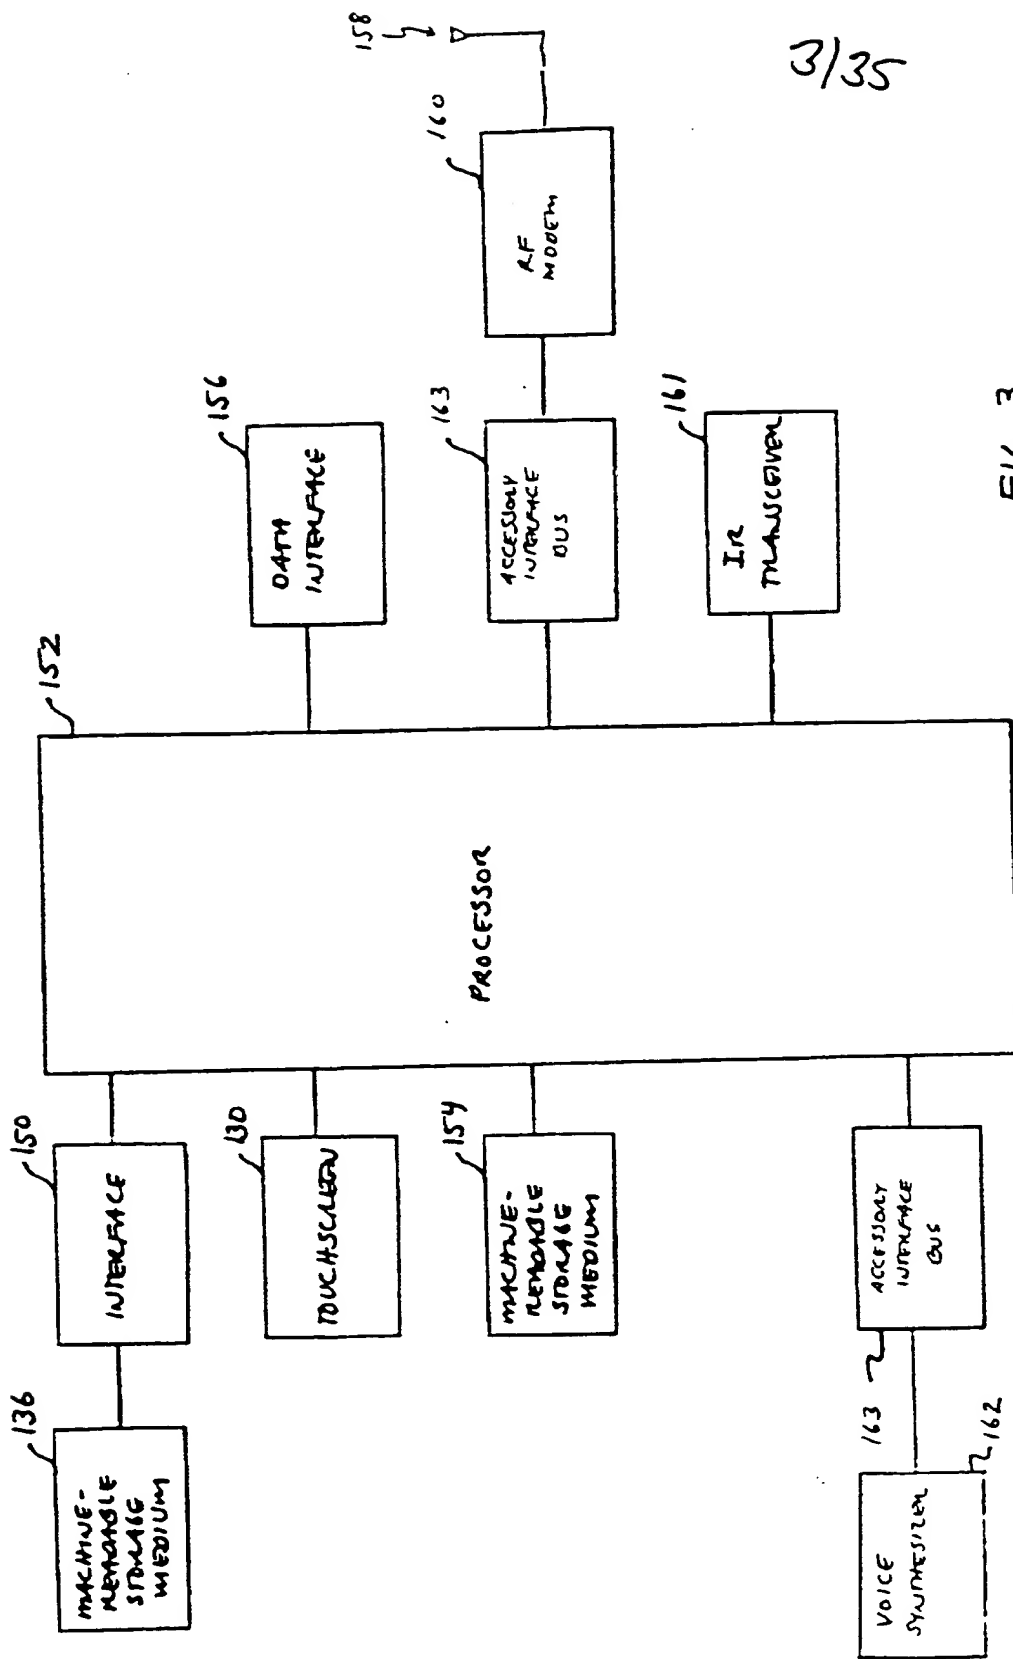 3/35
136
MACHINE-
READABLE
STORAGE
MEDIUM
150
INTERFACE
130
TOUCHSCREEN
154
MACHINE-
READABLE
STORAGE
MEDIUM
163
ACCESSORY
INTERFACE
BUS
VOICE
SYNTHESIZER
162
152
PROCESSOR
156
DATA
INTERFACE
163
ACCESSORY
INTERFACE
BUS
160
RF
MODEM
158
161
IR
TRANSCEIVER